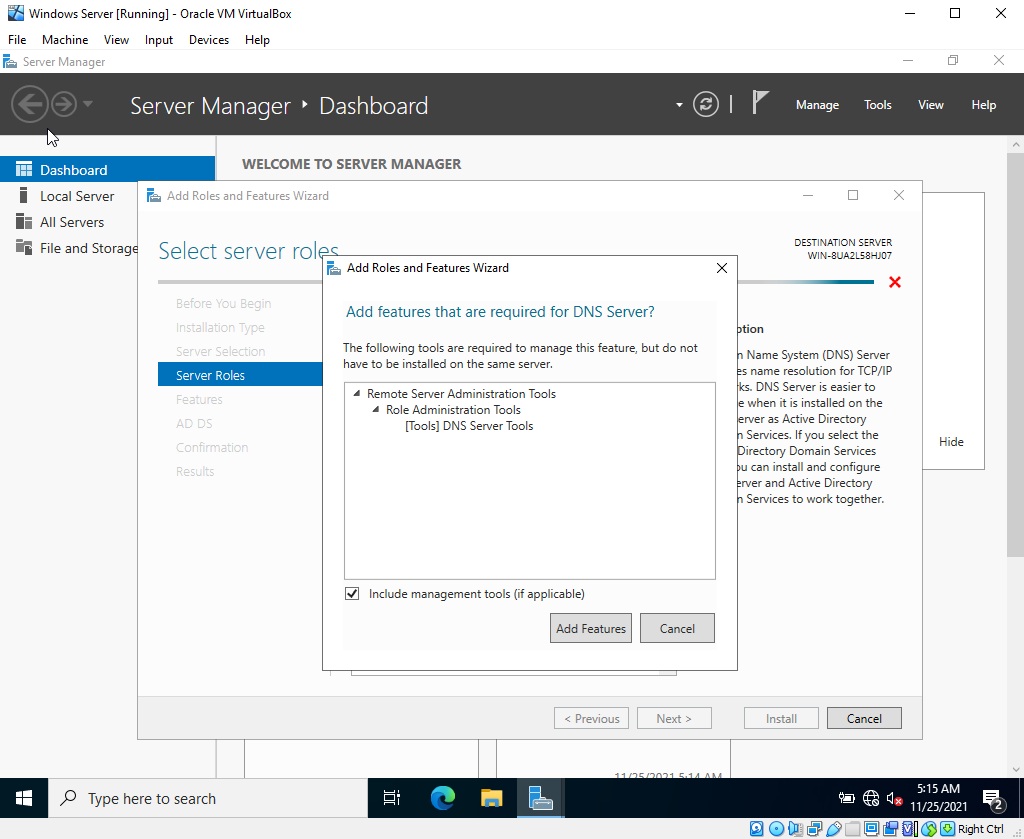 Windows Server [Running] - Oracle VM VirtualBox
File Machine View Input Devices Help
Server Manager
Server Manager Dashboard
Manage Tools View Help
WELCOME TO SERVER MANAGER
Dashboard
Local Server
All Servers
File and Storage
Add Roles and Features Wizard
Select server roles
DESTINATION SERVER
WIN-8UA2L58HJ07
Before You Begin
Installation Type
Server Selection
Server Roles
Features
AD DS
Confirmation
Results
Add Roles and Features Wizard
Add features that are required for DNS Server?
The following tools are required to manage this feature, but do not
have to be installed on the same server.
Remote Server Administration Tools
Role Administration Tools
[Tools] DNS Server Tools
Include management tools (if applicable)
Add Features Cancel
ption
n Name System (DNS) Server
es name resolution for TCP/IP
ks. DNS Server is easier to
e when it is installed on the
erver as Active Directory
n Services. If you select the
Directory Domain Services
ou can install and configure
erver and Active Directory
n Services to work together.
Hide
< Previous Next > Install Cancel
11/25/2021 5:14 AM
Type here to search
5:15 AM
11/25/2021
2
Right Ctrl